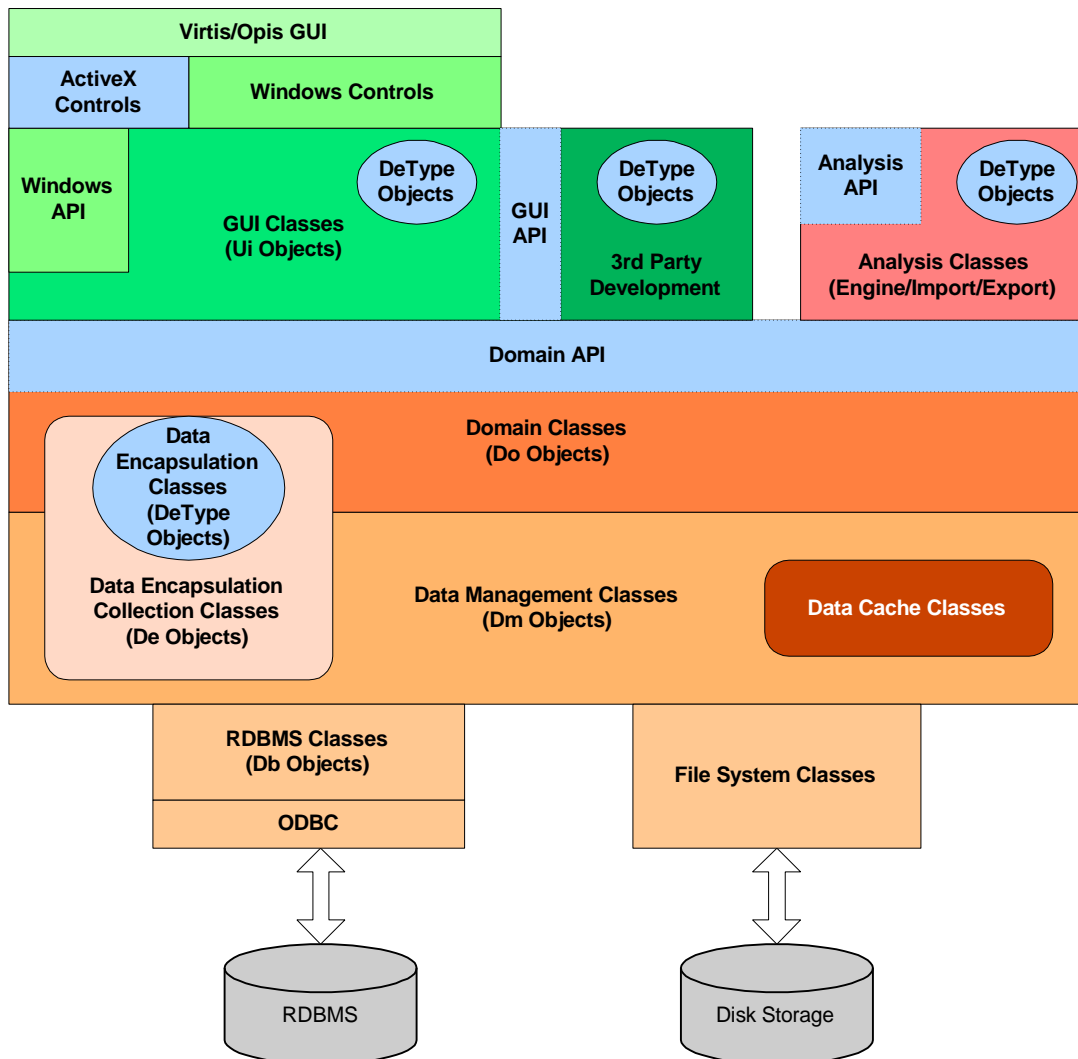 Virtis/Opis GUI
ActiveX
Controls
Windows Controls
Windows
API
GUI Classes
(Ui Objects)
DeType
Objects
GUI
API
DeType
Objects
3rd Party
Development
Analysis
API
DeType
Objects
Analysis Classes
(Engine/Import/Export)
Domain API
Domain Classes
(Do Objects)
Data
Encapsulation
Classes
(DeType
Objects)
Data Encapsulation
Collection Classes
(De Objects)
Data Management Classes
(Dm Objects)
Data Cache Classes
RDBMS Classes
(Db Objects)
ODBC
File System Classes
RDBMS
Disk Storage